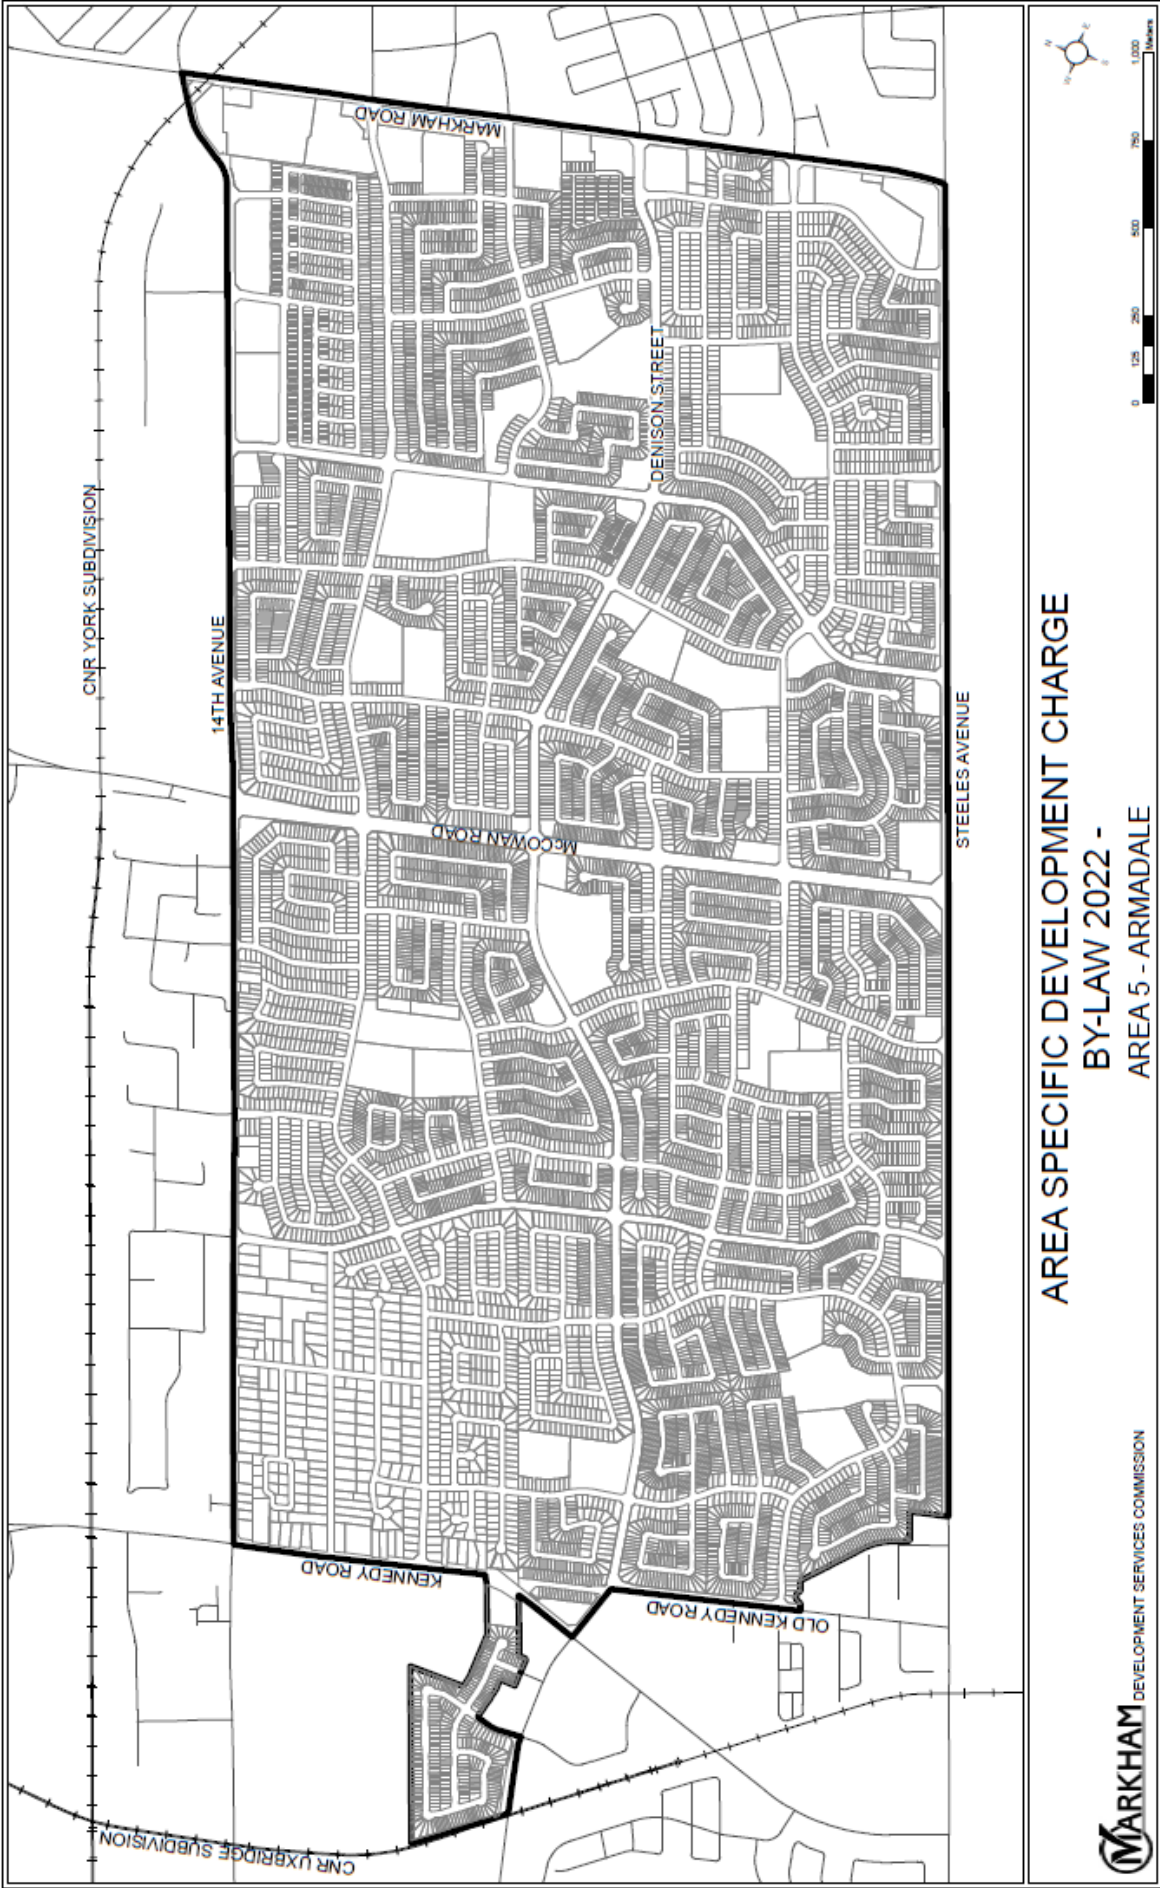 CNR YORK SUBDIVISION
14TH AVENUE
MARKHAM ROAD
DENISON STREET
McCOWAN ROAD
STEELES AVENUE
KENNEDY ROAD
OLD KENNEDY ROAD
CNR UXBRIDGE SUBDIVISION
MARKHAM DEVELOPMENT SERVICES COMMISSION
AREA SPECIFIC DEVELOPMENT CHARGE
BY-LAW 2022 -
AREA 5 - ARMADALE
N
E
S
W
0 125 250 500 750 1,000
Meters